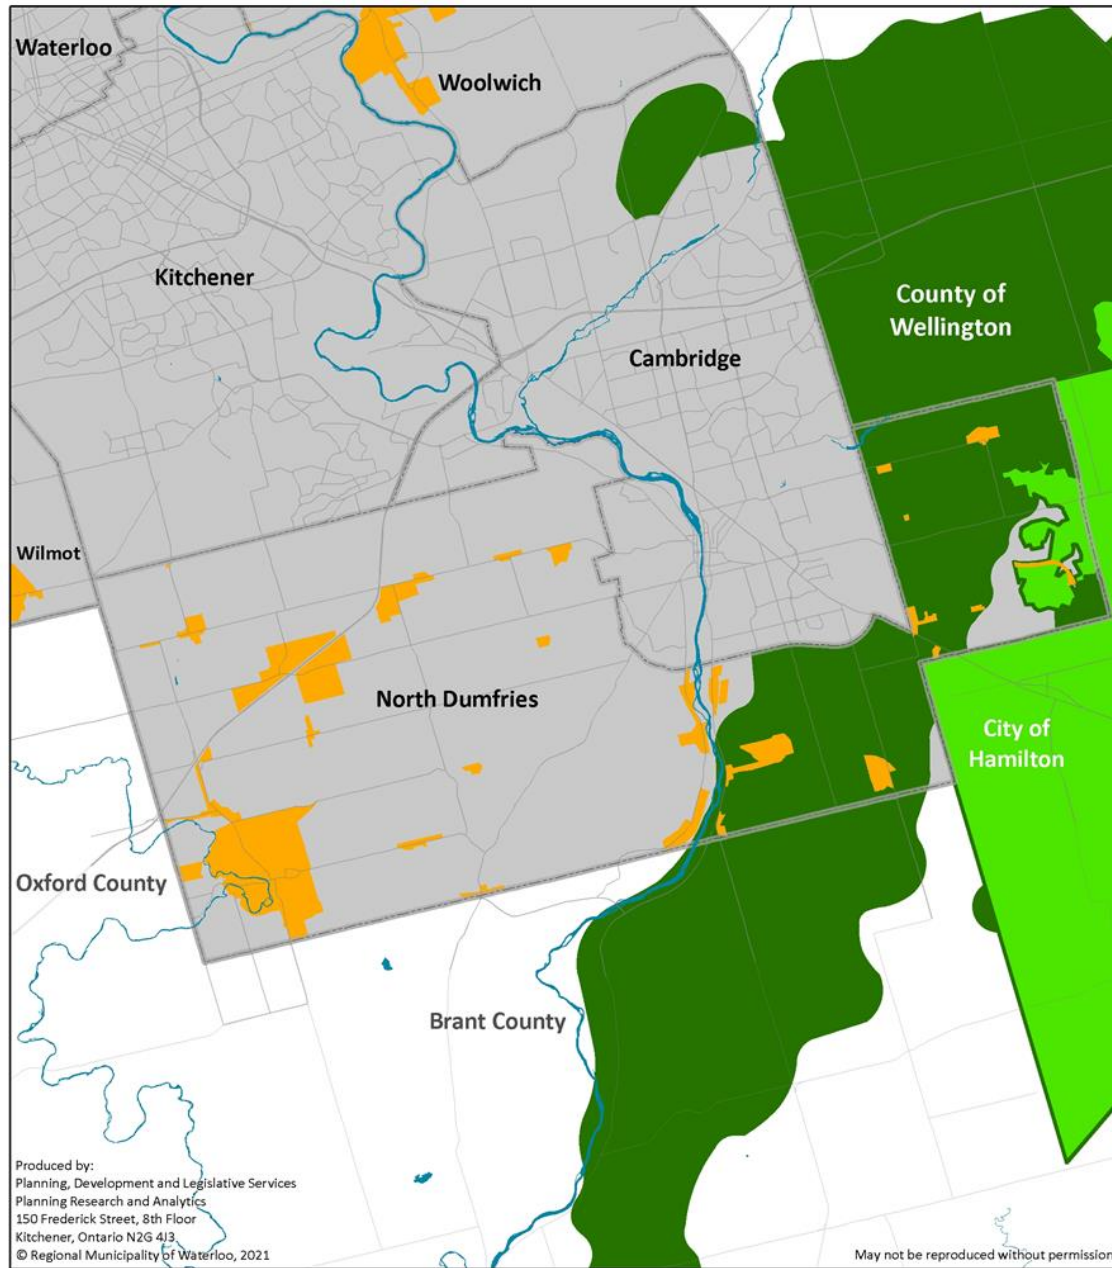 Waterloo
Woolwich
Kitchener
County of
Wellington
Cambridge
Wilmot
North Dumfries
City of
Hamilton
Oxford County
Brant County
Produced by:
Planning, Development and Legislative Services
Planning Research and Analytics
150 Frederick Street, 8th Floor
Kitchener, Ontario N2G 4J3
© Regional Municipality of Waterloo, 2021
May not be reproduced without permission